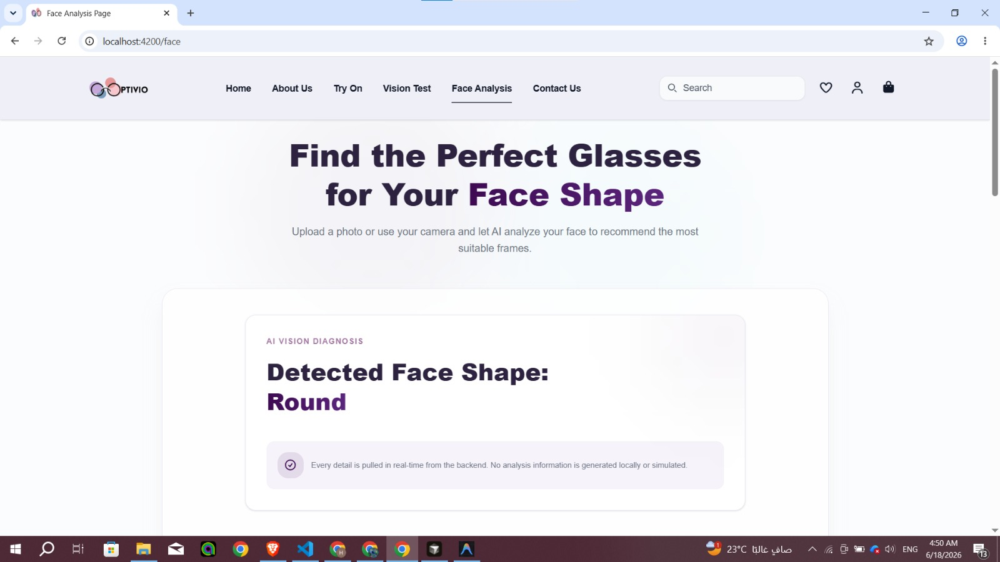 Face Analysis Page
localhost:4200/face
PTIVIO
Home
About Us
Try On
Vision Test
Face Analysis
Contact Us
Search
Find the Perfect Glasses
for Your Face Shape
Upload a photo or use your camera and let AI analyze your face to recommend the most
suitable frames.
AI VISION DIAGNOSIS
Detected Face Shape:
Round
Every detail is pulled in real-time from the backend. No analysis information is generated locally or simulated.
H
1
23°C صافٍ غالبًا
ENG
4:50 AM
6/18/2026
13